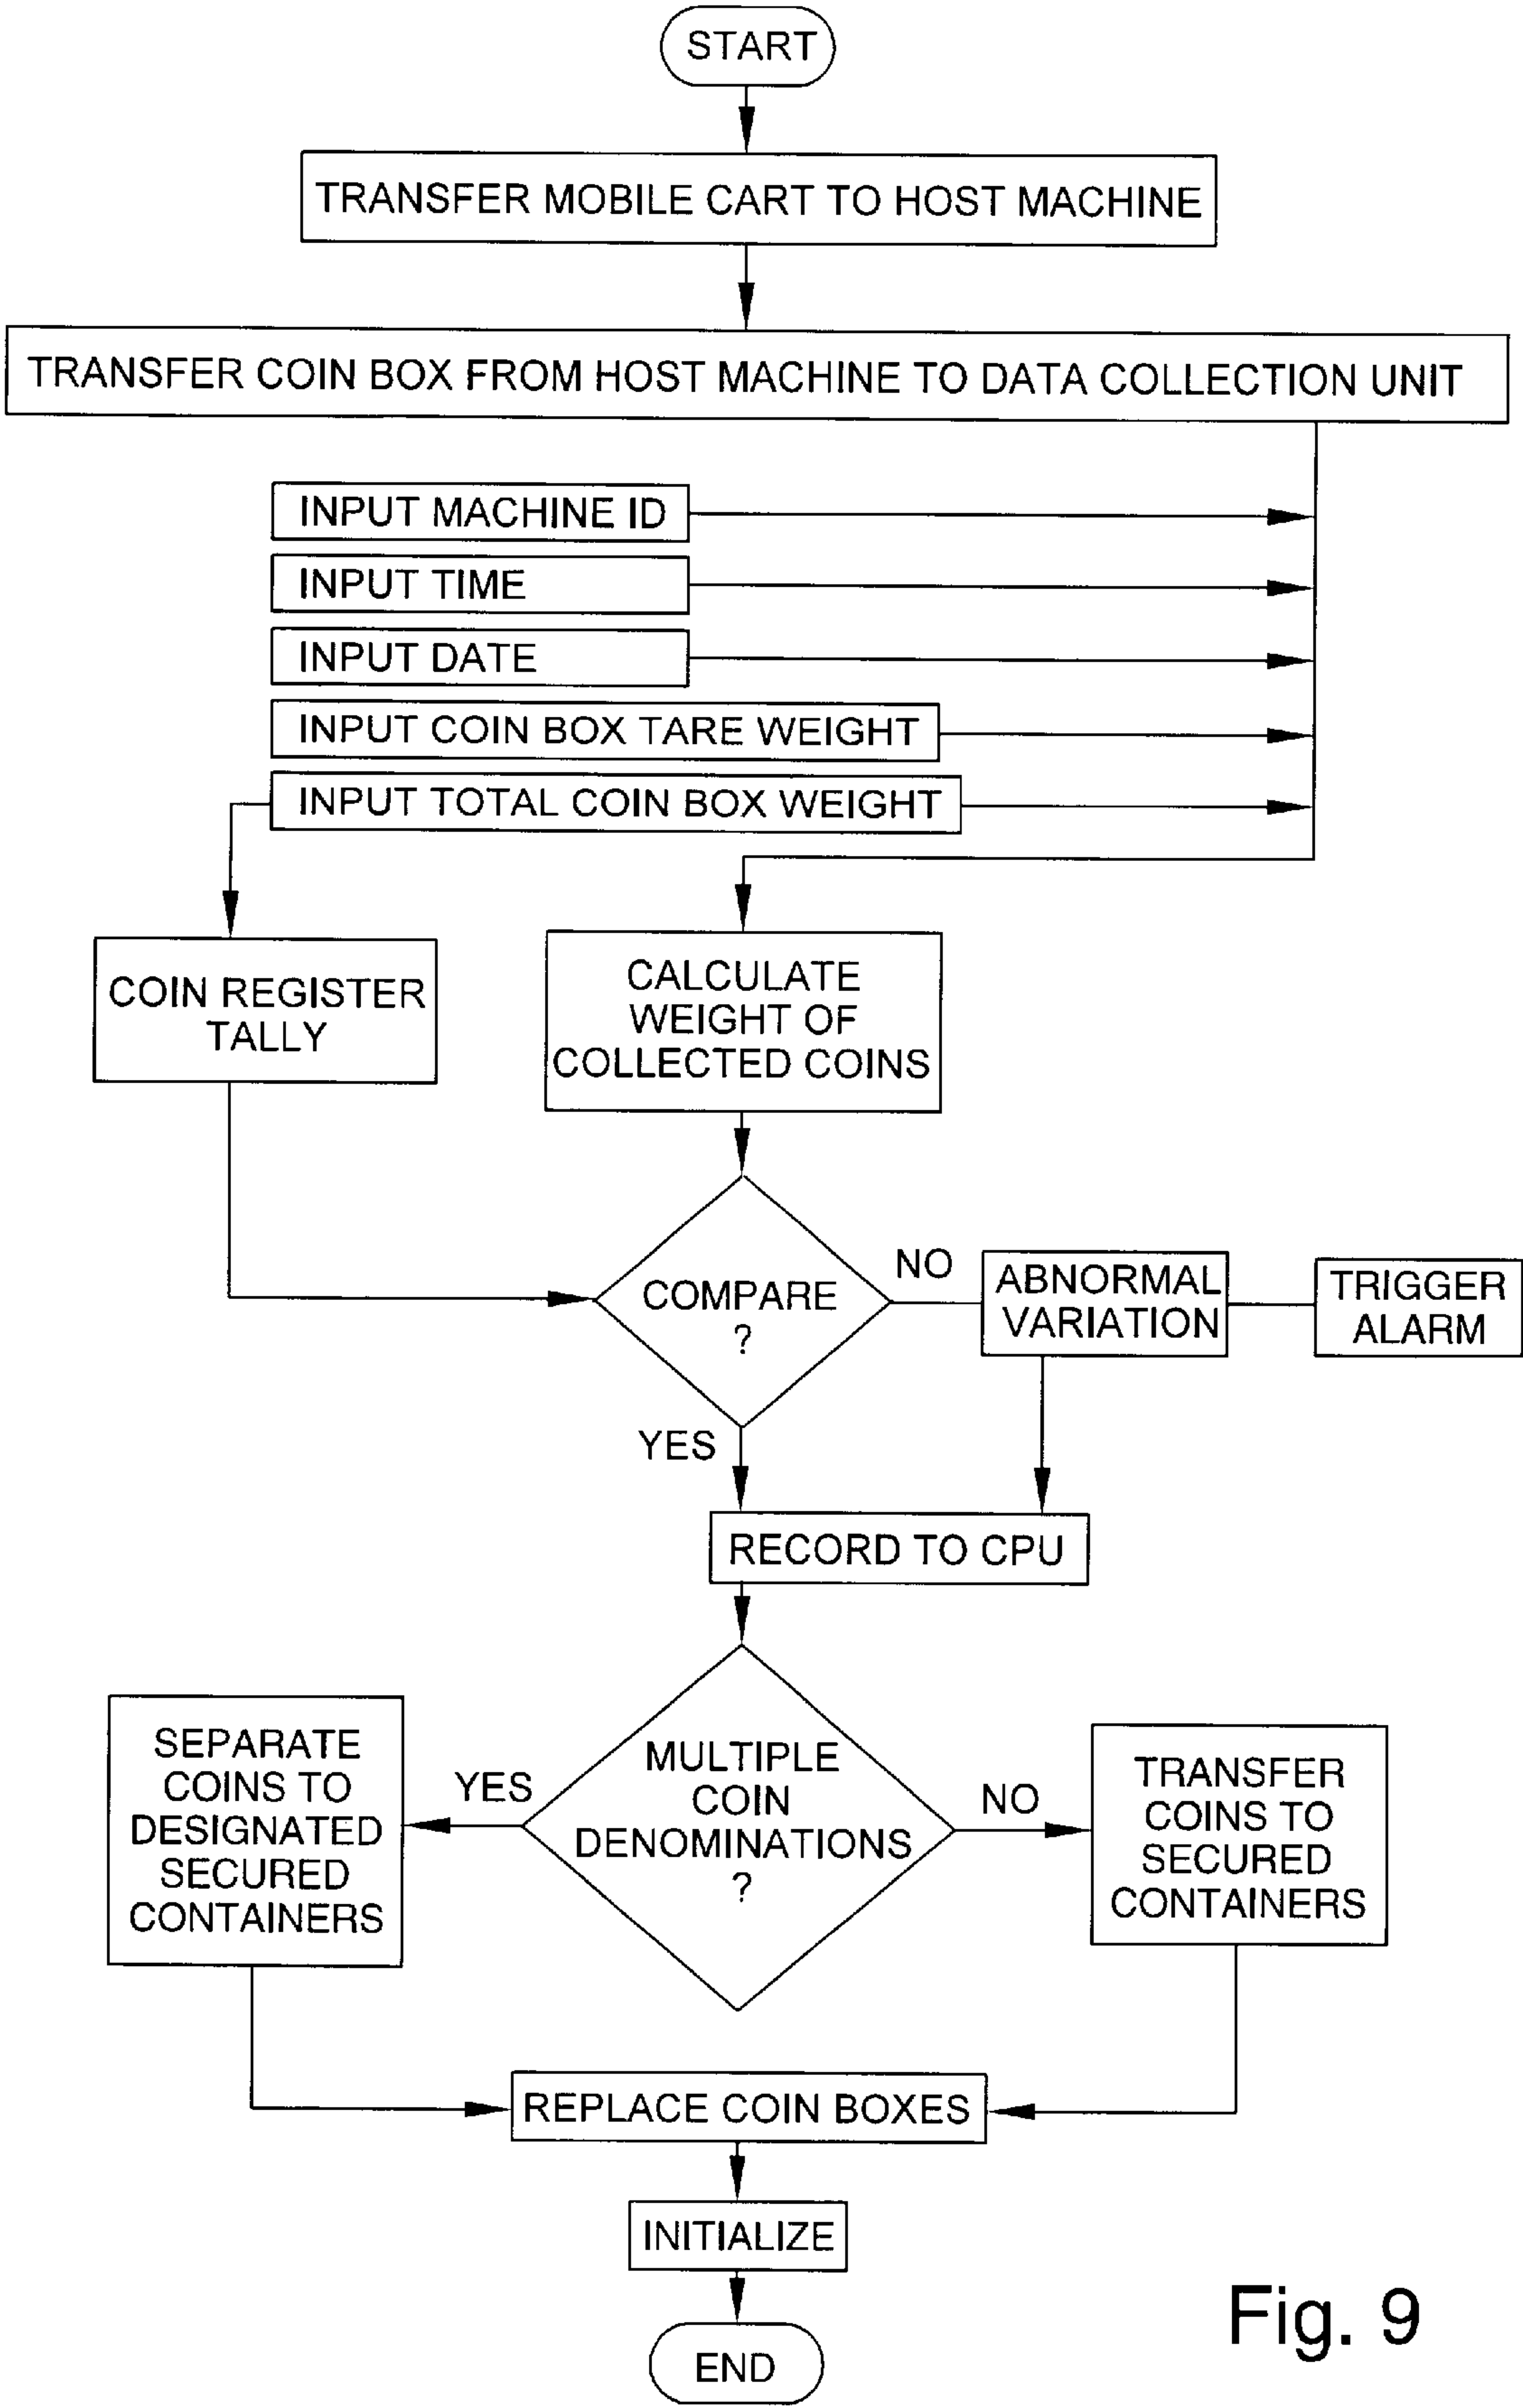 START
TRANSFER MOBILE CART TO HOST MACHINE
TRANSFER COIN BOX FROM HOST MACHINE TO DATA COLLECTION UNIT
INPUT MACHINE ID
INPUT TIME
INPUT DATE
INPUT COIN BOX TARE WEIGHT
INPUT TOTAL COIN BOX WEIGHT
COIN REGISTER
TALLY
CALCULATE
WEIGHT OF
COLLECTED COINS
COMPARE
?
NO
ABNORMAL
VARIATION
TRIGGER
ALARM
YES
RECORD TO CPU
MULTIPLE
COIN
DENOMINATIONS
?
YES
SEPARATE
COINS TO
DESIGNATED
SECURED
CONTAINERS
NO
TRANSFER
COINS TO
SECURED
CONTAINERS
REPLACE COIN BOXES
INITIALIZE
END
Fig. 9